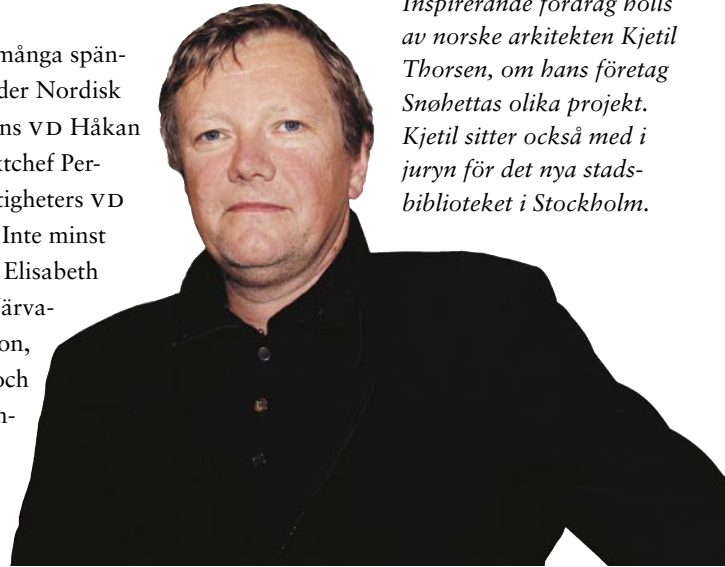 många spän-
der Nordisk
ns VD Håkan
ttchef Per-
tigheters VD
Inte minst
Elisabeth
ärva-
on,
och
n-
Inspirerande fördrag hölls
av norske arkitekten Kjetil
Thorsen, om hans företag
Snøhettas olika projekt.
Kjetil sitter också med i
juryn för det nya stads-
biblioteket i Stockholm.